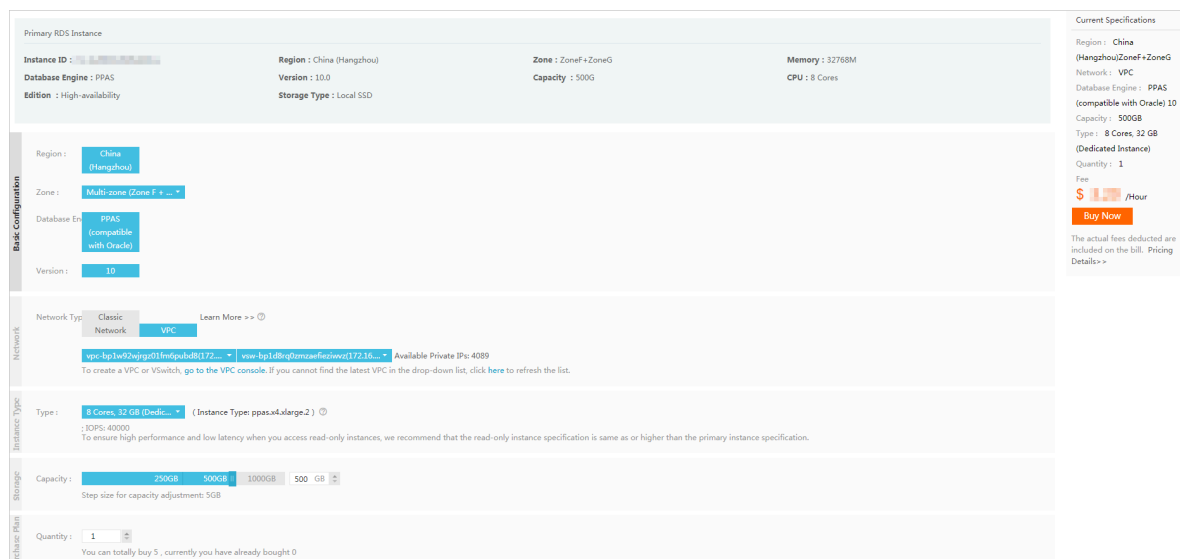 Primary RDS Instance
Instance ID :
Region : China (Hangzhou)
Zone : ZoneF+ZoneG
Memory : 32768M
Database Engine : PPAS
Version : 10.0
Capacity : 500G
CPU : 8 Cores
Edition : High-availability
Storage Type : Local SSD
Basic Configuration
Region :
China
(Hangzhou)
Zone :
Multi-zone (Zone F + ...
Database En
PPAS
(compatible
with Oracle)
Version :
10
Network
Network Typ
Classic
Network
VPC
Learn More >>
vpc-bp1w92wjrgz01fm6pubd8(172....
vsw-bp1d8rq0zmzaefieziwvz(172.16....
Available Private IPs: 4089
To create a VPC or VSwitch, go to the VPC console. If you cannot find the latest VPC in the drop-down list, click here to refresh the list.
Instance Type
Type :
8 Cores, 32 GB (Dedic...
( Instance Type: ppas.x4.xlarge.2 )
; IOPS: 40000
To ensure high performance and low latency when you access read-only instances, we recommend that the read-only instance specification is same as or higher than the primary instance specification.
Storage
Capacity :
250GB
500GB
1000GB
500 GB
Step size for capacity adjustment: 5GB
rchase Plan
Quantity :
1
You can totally buy 5 , currently you have already bought 0
Current Specifications
Region : China
(Hangzhou)ZoneF+ZoneG
Network : VPC
Database Engine : PPAS
(compatible with Oracle) 10
Capacity : 500GB
Type : 8 Cores, 32 GB
(Dedicated Instance)
Quantity : 1
Fee
$ /Hour
Buy Now
The actual fees deducted are
included on the bill. Pricing
Details>>